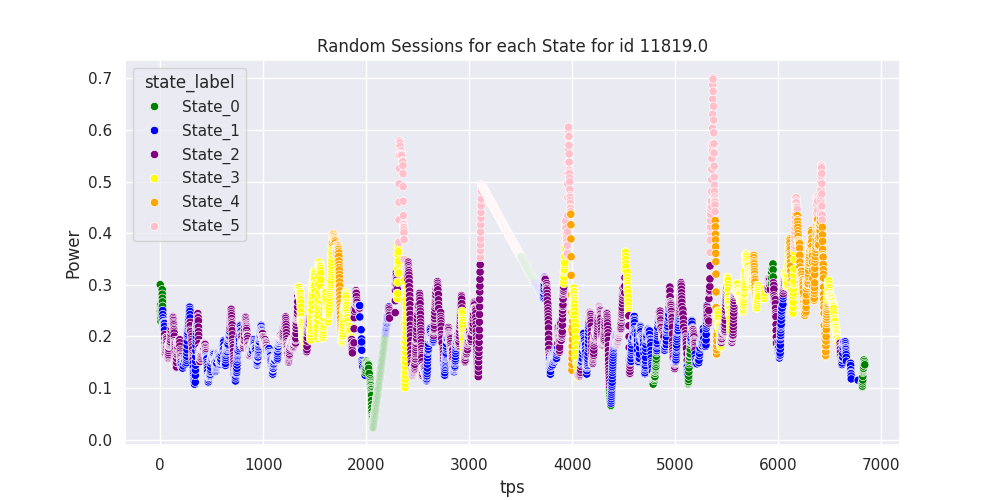 Random Sessions for each State for id 11819.0
Power
0.7
0.6
0.5
0.4
0.3
0.2
0.1
0.0
state_label
State_0
State_1
State_2
State_3
State_4
State_5
0 1000 2000 3000 4000 5000 6000 7000
tps